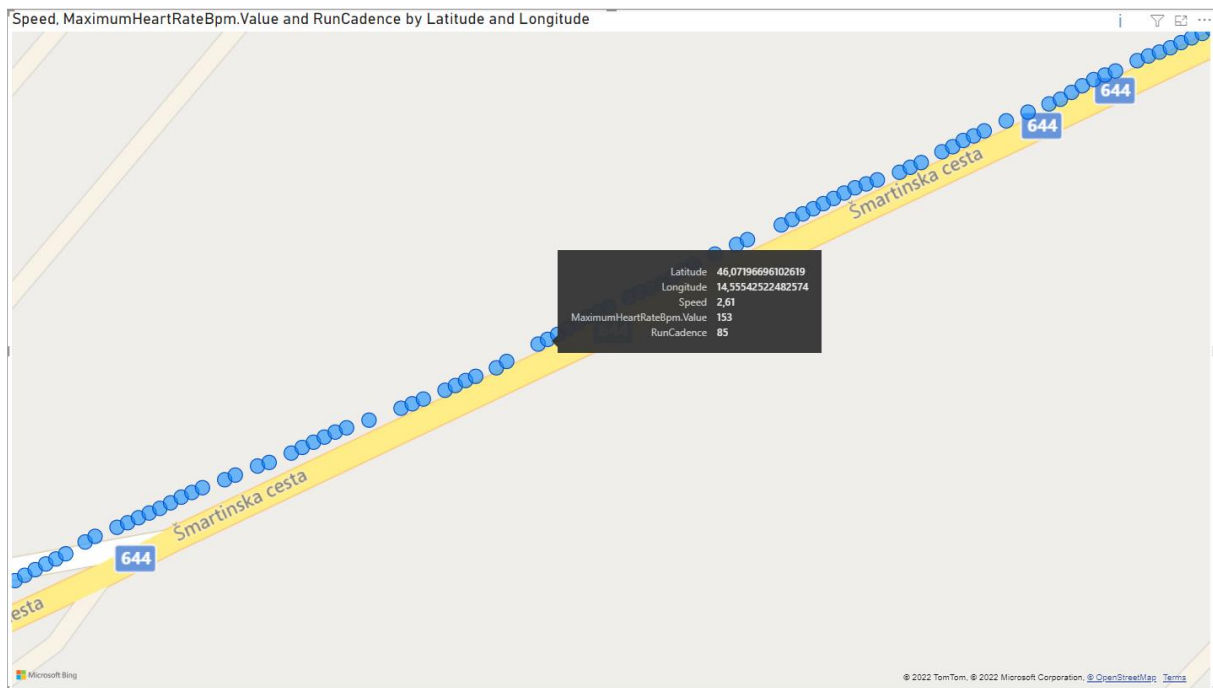 Speed, MaximumHeartRateBpm.Value and RunCadence by Latitude and Longitude
644
644
Šmartinska cesta
Latitude 46,07196696102619
Longitude 14,55542522482574
Speed 2,61
MaximumHeartRateBpm.Value 153
RunCadence 85
Šmartinska cesta
644
esta
Microsoft Bing
© 2022 TomTom, © 2022 Microsoft Corporation, © OpenStreetMap Terms